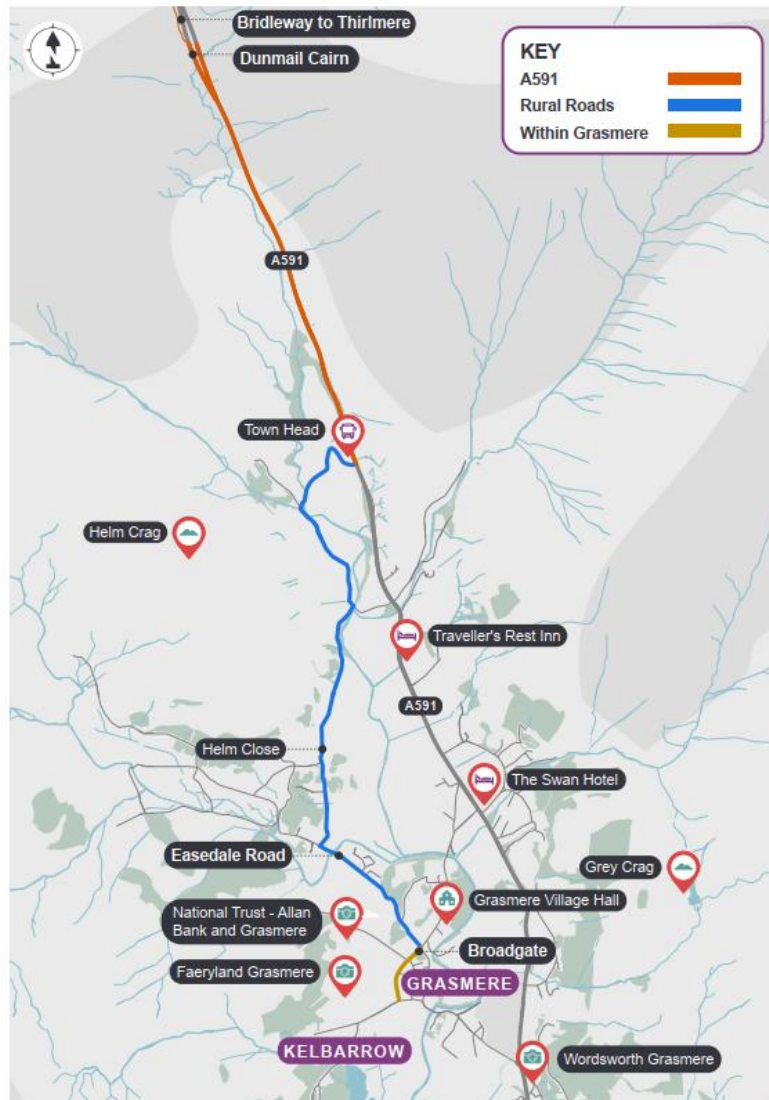 Bridleway to Thirlmere
Dunmail Cairn
KEY
A591
Rural Roads
Within Grasmere
A591
Town Head
Helm Crag
Traveller's Rest Inn
A591
Helm Close
The Swan Hotel
Easedale Road
Grey Crag
National Trust - Allan
Bank and Grasmere
Grasmere Village Hall
Broadgate
Faeryland Grasmere
GRASMERE
KELBARROW
Wordsworth Grasmere